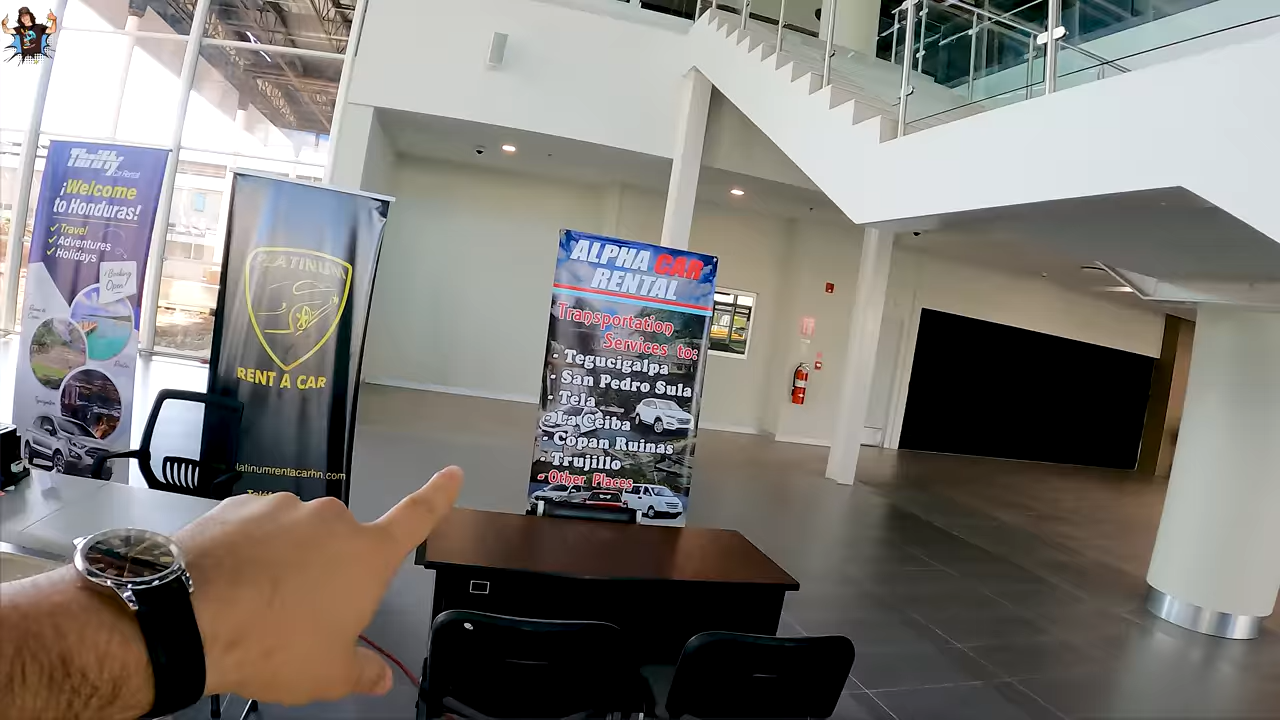 Thrifty
Car Rental
¡Welcome
to Honduras!
✓ Travel
✓ Adventures
✓ Holidays
Booking
Open!
PLATINUM
RENT A CAR
latinumrentacarhn.com
ALPHA CAR
RENTAL
Transportation
Services to:
- Tegucigalpa
- San Pedro Sula
- Tela
- La Ceiba
- Copan Ruinas
- Trujillo
- Other Places